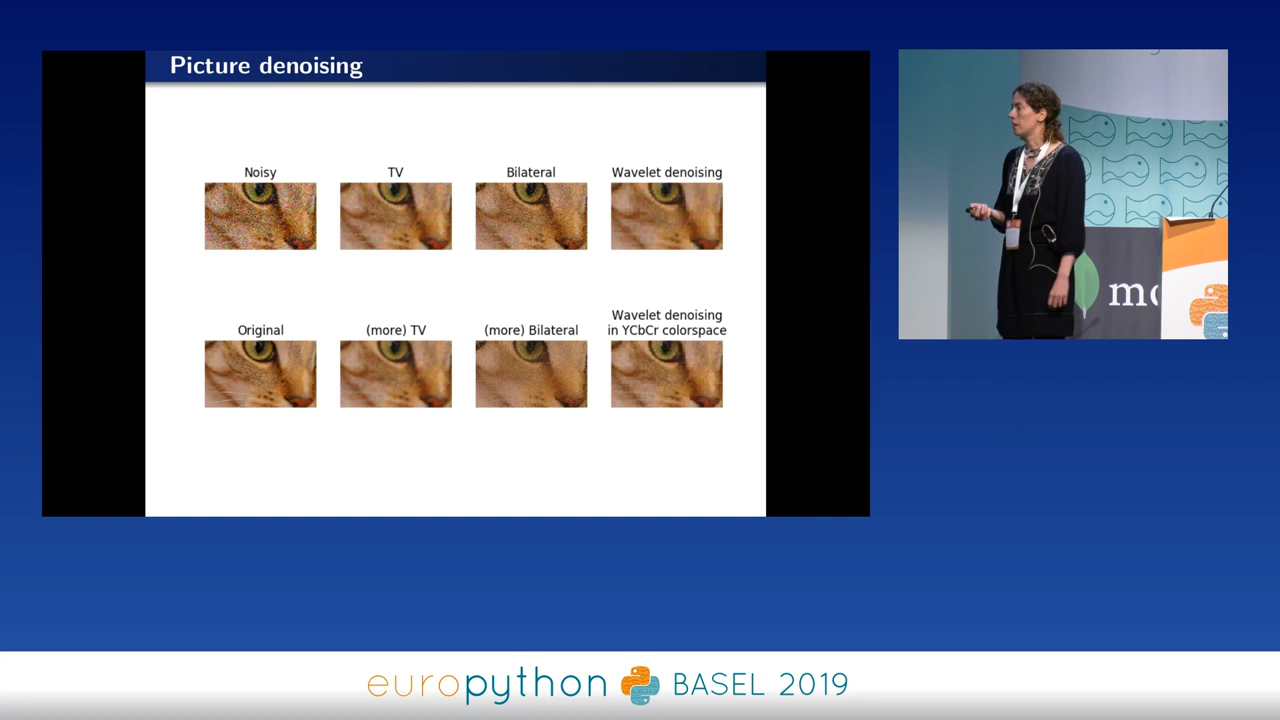 Picture denoising
Noisy
TV
Bilateral
Wavelet denoising
Original
(more) TV
(more) Bilateral
Wavelet denoising
in YCbCr colorspace
europython BASEL 2019